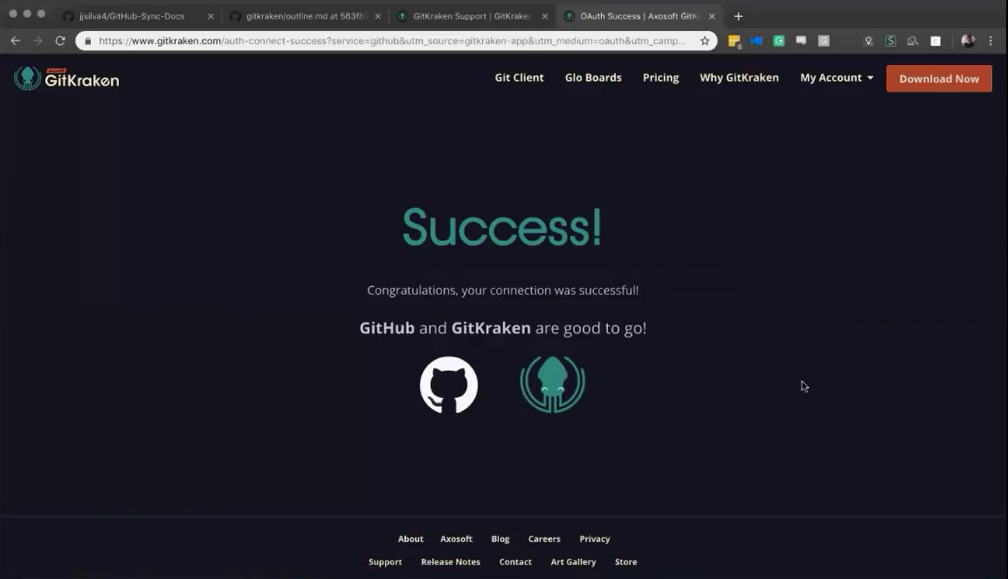 jjsilva4/GitHub-Sync-Docs
gitkraken/outline.md at 563ff
GitKraken Support | GitKraken
OAuth Success | Axosoft GitKr
https://www.gitkraken.com/auth-connect-success?service=github&utm_source=gitkraken-app&utm_medium=oauth&utm_camp...
GitKraken
Git Client
Glo Boards
Pricing
Why GitKraken
My Account
Download Now
Success!
Congratulations, your connection was successful!
GitHub and GitKraken are good to go!
About Axosoft Blog Careers Privacy
Support Release Notes Contact Art Gallery Store